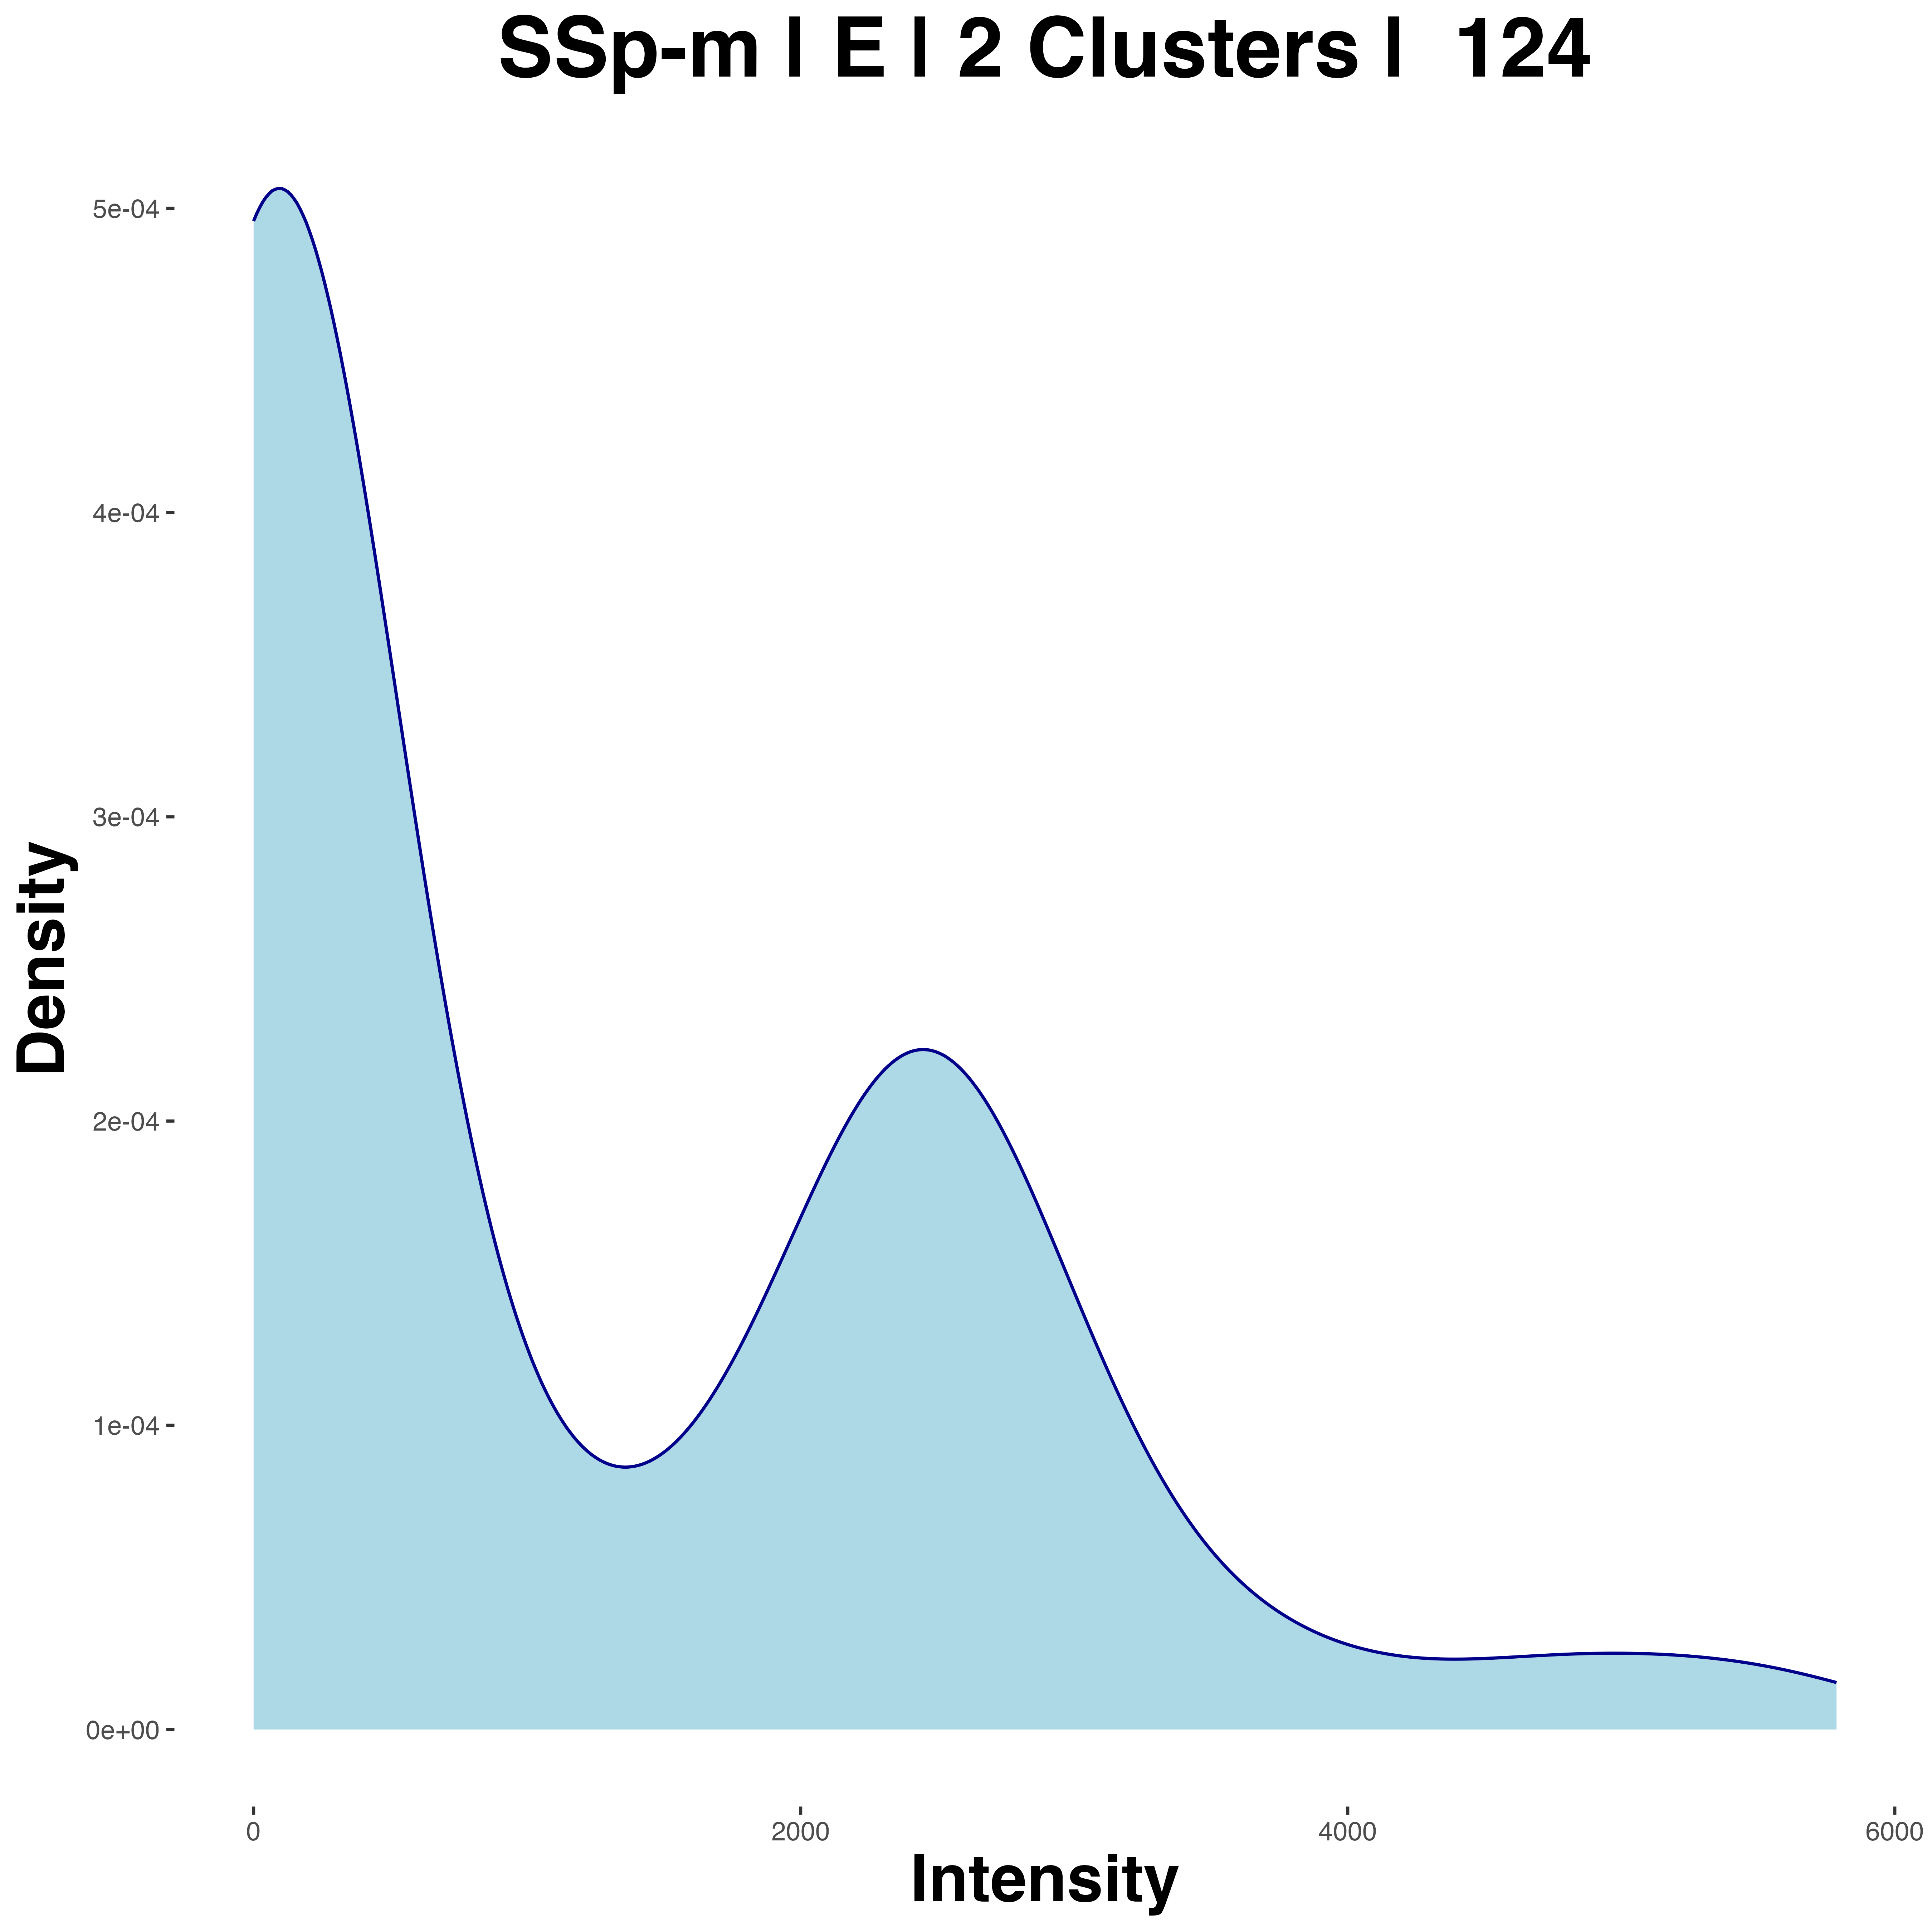 SSp-m | E | 2 Clusters | 124
Density
5e-04
4e-04
3e-04
2e-04
1e-04
0e+00
0 2000 4000 6000
Intensity